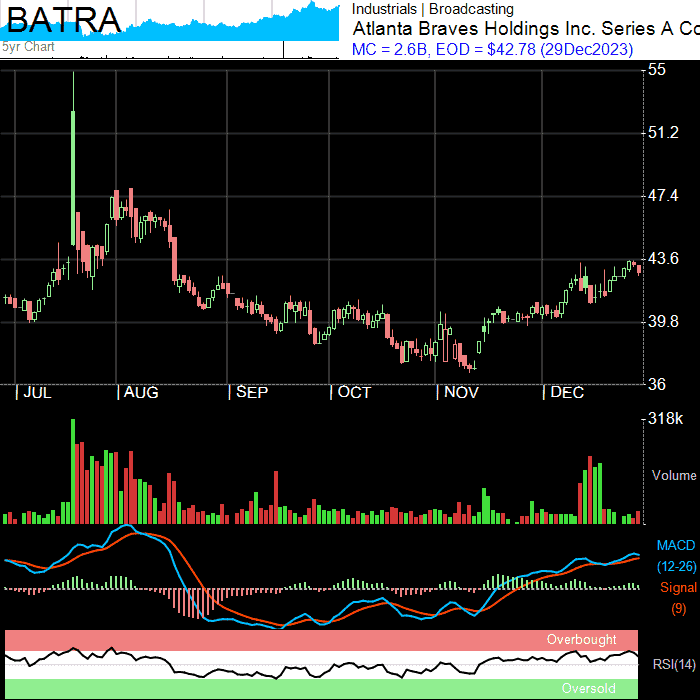 BATRA
5yr Chart
Industrials | Broadcasting
Atlanta Braves Holdings Inc. Series A Co
MC = 2.6B, EOD = $42.78 (29Dec2023)
55
51.2
47.4
43.6
39.8
36
JUL AUG SEP OCT NOV DEC
318k
Volume
MACD
(12-26)
Signal
(9)
Overbought
RSI(14)
Oversold